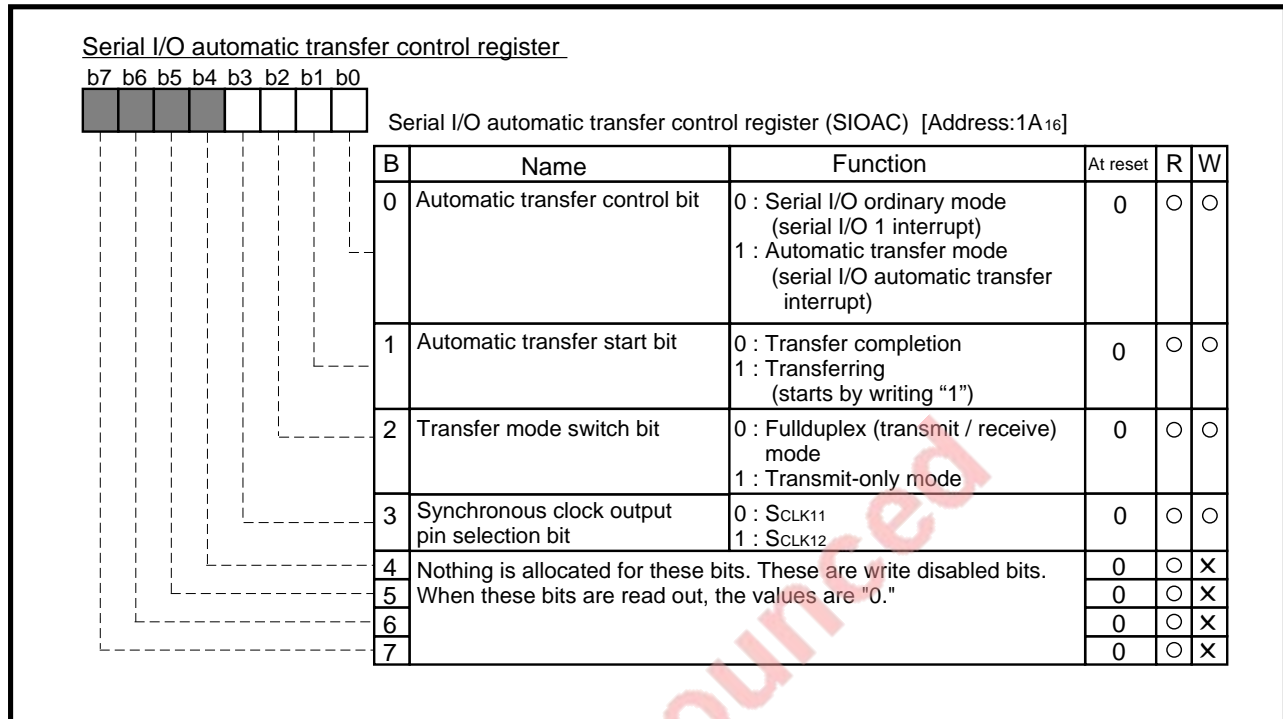 Serial I/O automatic transfer control register
b7 b6 b5 b4 b3 b2 b1 b0
Serial I/O automatic transfer control register (SIOAC) [Address:1A16]
B Name Function At reset R W
0 Automatic transfer control bit 0 : Serial I/O ordinary mode 0 ○ ○
(serial I/O 1 interrupt)
1 : Automatic transfer mode
(serial I/O automatic transfer
interrupt)
1 Automatic transfer start bit 0 : Transfer completion 0 ○ ○
1 : Transferring
(starts by writing “1”)
2 Transfer mode switch bit 0 : Fullduplex (transmit / receive) 0 ○ ○
mode
1 : Transmit-only mode
3 Synchronous clock output 0 : SCLK11 0 ○ ○
pin selection bit 1 : SCLK12
4 Nothing is allocated for these bits. These are write disabled bits. 0 ○ ×
5 When these bits are read out, the values are "0." 0 ○ ×
6 0 ○ ×
7 0 ○ ×